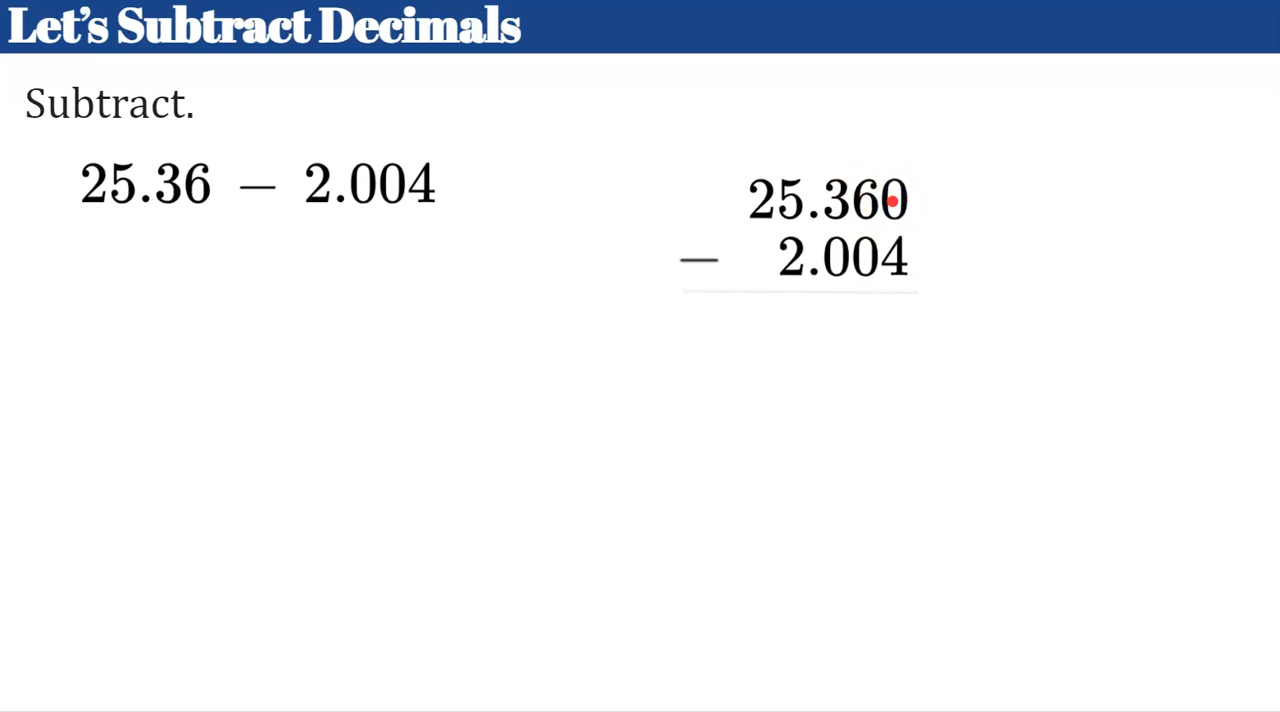 Let's Subtract Decimals
Subtract.
25.36 − 2.004
25.360
− 2.004